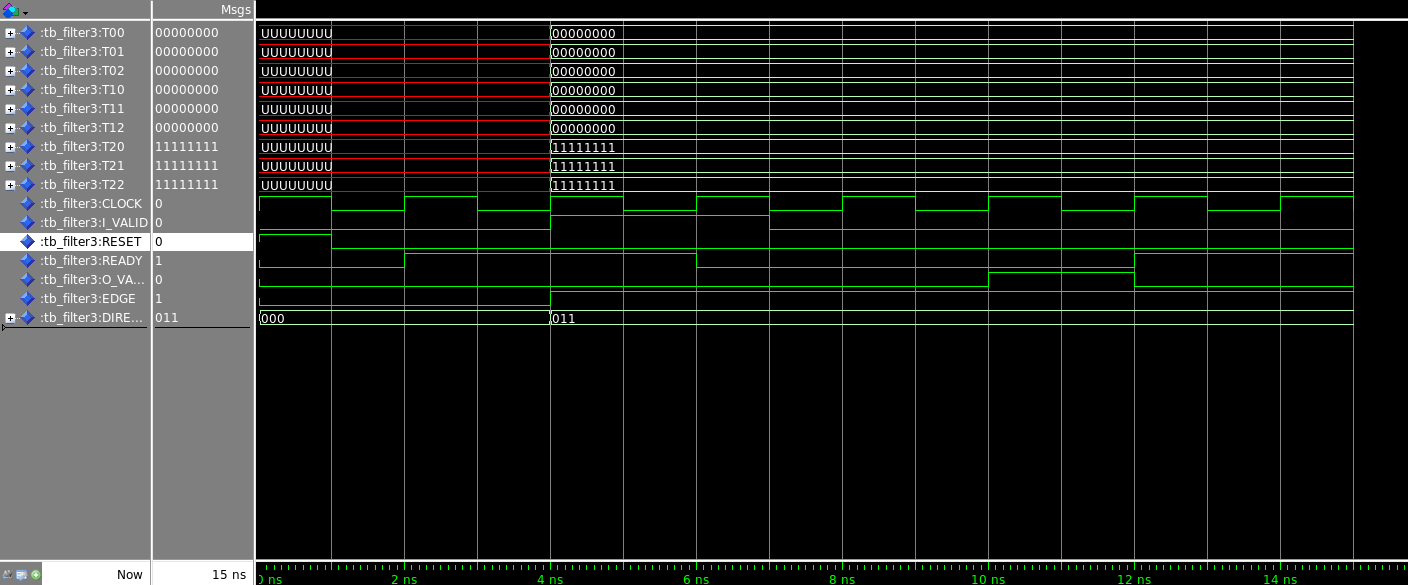 Msgs
:tb_filter3:T00 00000000 UUUUUUUU 00000000
:tb_filter3:T01 00000000 UUUUUUUU 00000000
:tb_filter3:T02 00000000 UUUUUUUU 00000000
:tb_filter3:T10 00000000 UUUUUUUU 00000000
:tb_filter3:T11 00000000 UUUUUUUU 00000000
:tb_filter3:T12 00000000 UUUUUUUU 00000000
:tb_filter3:T20 11111111 UUUUUUUU 11111111
:tb_filter3:T21 11111111 UUUUUUUU 11111111
:tb_filter3:T22 11111111 UUUUUUUU 11111111
:tb_filter3:CLOCK 0
:tb_filter3:I_VALID 0
:tb_filter3:RESET 0
:tb_filter3:READY 1
:tb_filter3:O_VA... 0
:tb_filter3:EDGE 1
:tb_filter3:DIRE... 011 000 011
Now 15 ns 0 ns 2 ns 4 ns 6 ns 8 ns 10 ns 12 ns 14 ns